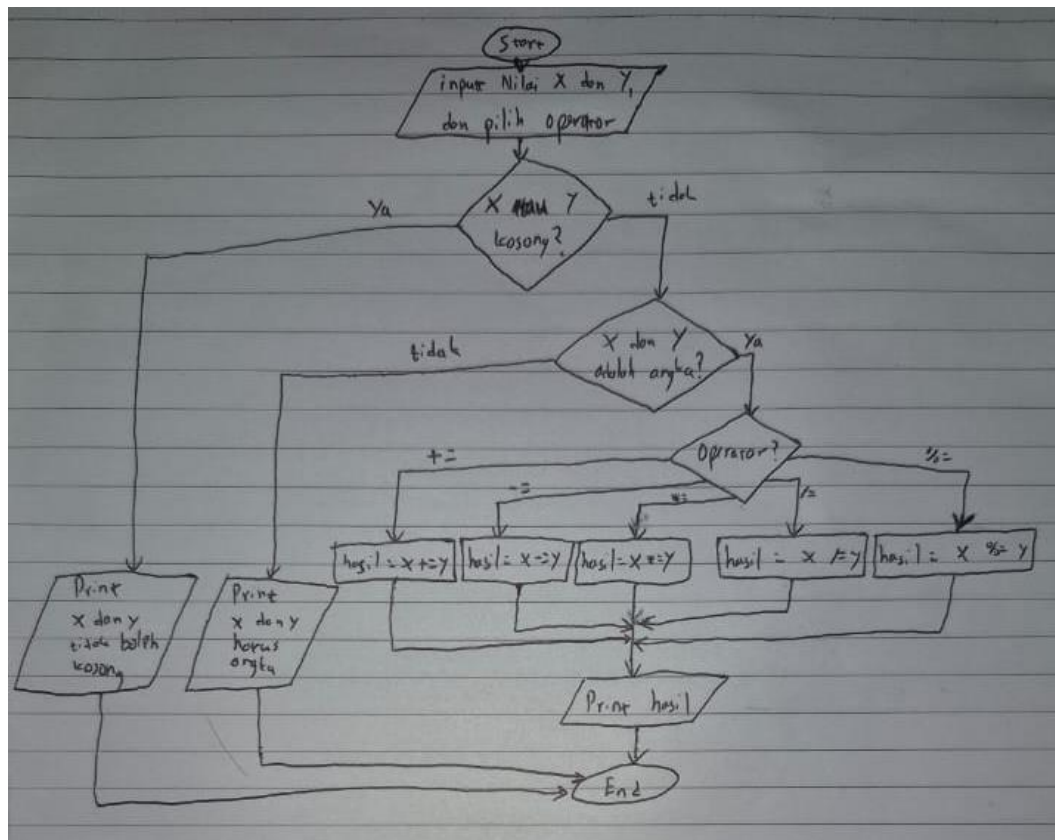 Start
input Nilai X dan Y,
dan pilih operator
X atau Y
kosong?
Ya
tidak
X dan Y
adalah angka?
tidak
Ya
Operator?
+=
-=
*=
/=
%=
hasil = X += Y
hasil = X -= Y
hasil = X *= Y
hasil = X /= Y
hasil = X %= Y
Print
X dan Y
tidak boleh
kosong
Print
X dan Y
harus
angka
Print hasil
End